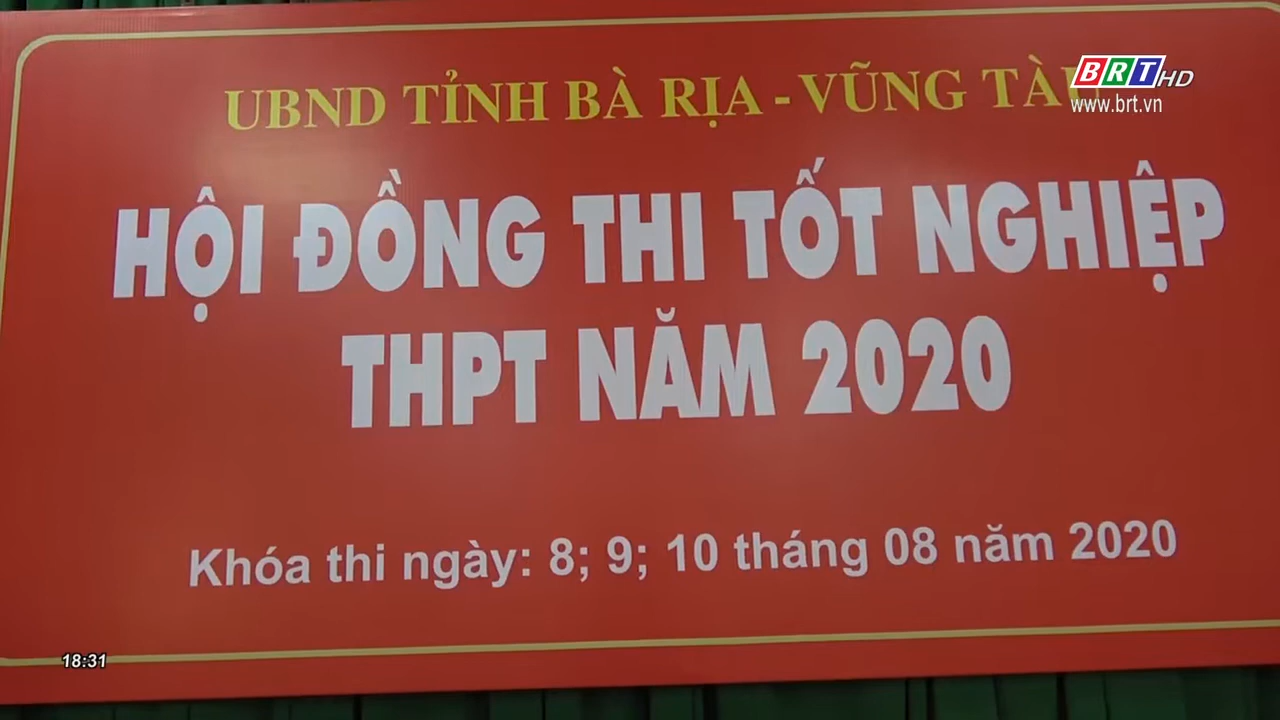 BRT HD
www.brt.vn
UBND TỈNH BÀ RỊA - VŨNG
HỘI ĐỒNG THI TỐT NGHIỆP
THPT NĂM 2020
Khóa thi ngày: 8; 9; 10 tháng 08 năm 2020
18:31